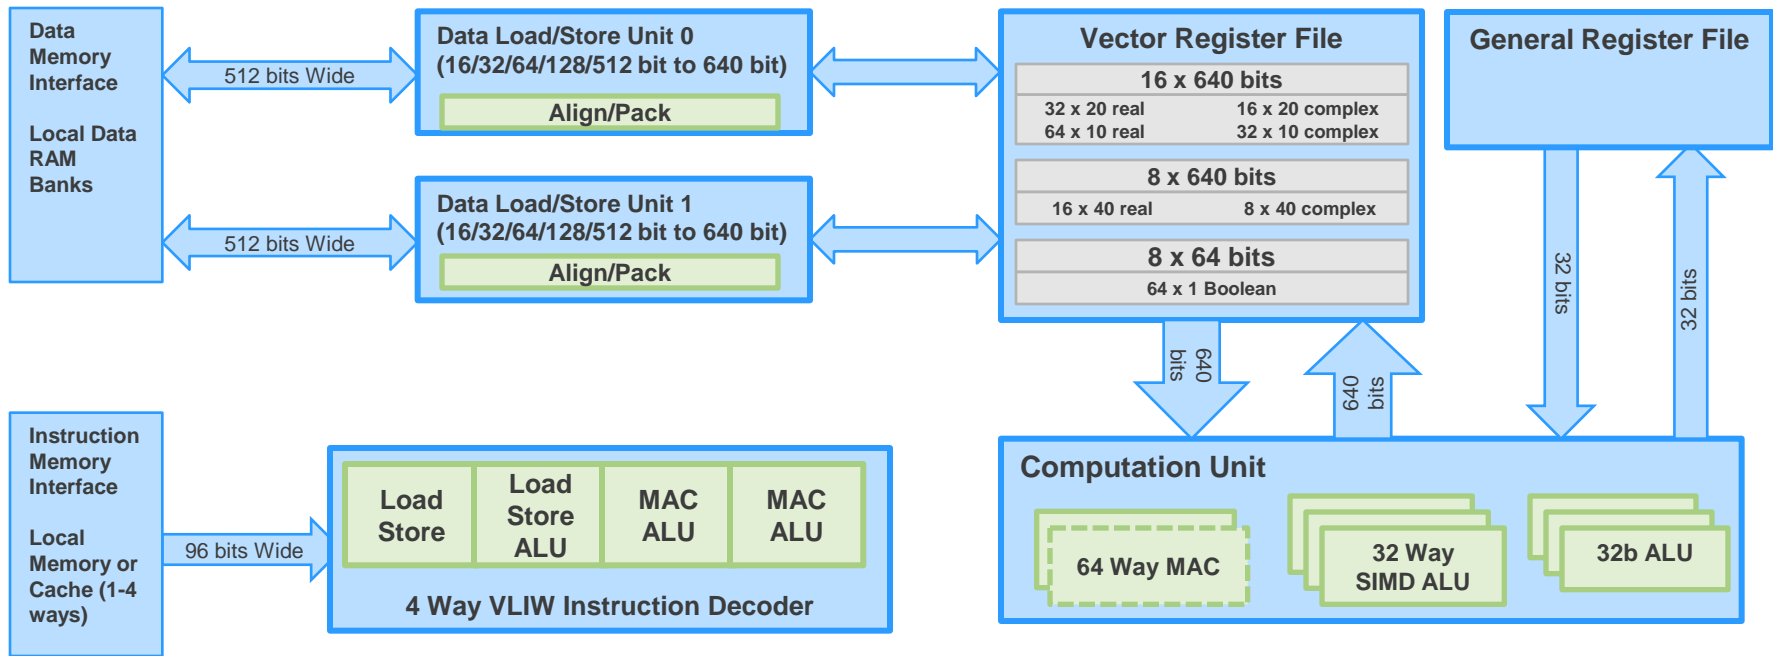 Data
Memory
Interface
Local Data
RAM
Banks
512 bits Wide
512 bits Wide
Data Load/Store Unit 0
(16/32/64/128/512 bit to 640 bit)
Align/Pack
Data Load/Store Unit 1
(16/32/64/128/512 bit to 640 bit)
Align/Pack
Vector Register File
16 x 640 bits
32 x 20 real 16 x 20 complex
64 x 10 real 32 x 10 complex
8 x 640 bits
16 x 40 real 8 x 40 complex
8 x 64 bits
64 x 1 Boolean
General Register File
640
bits
640
bits
32 bits
32 bits
Instruction
Memory
Interface
Local
Memory or
Cache (1-4
ways)
96 bits Wide
Load
Store
Load
Store
ALU
MAC
ALU
MAC
ALU
4 Way VLIW Instruction Decoder
Computation Unit
64 Way MAC
32 Way
SIMD ALU
32b ALU